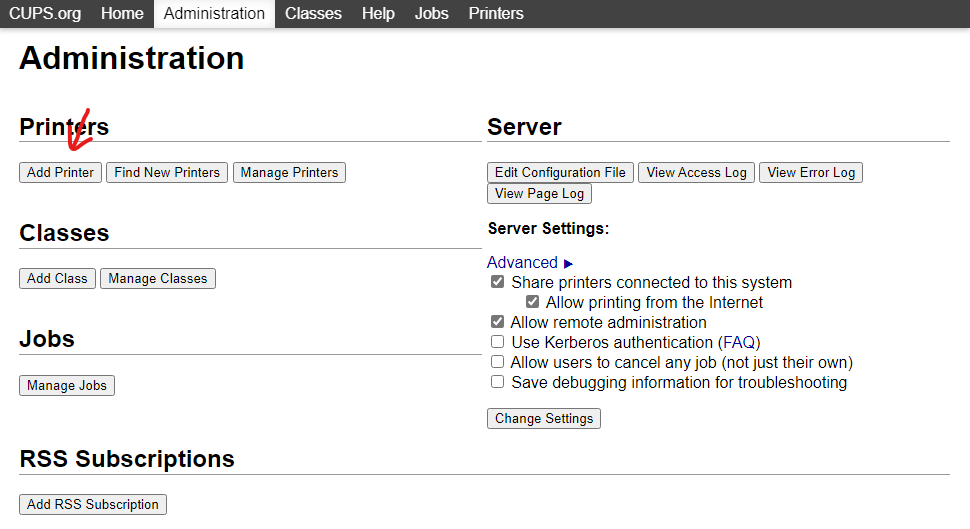 CUPS.org Home Administration Classes Help Jobs Printers
Administration
Printers
Add Printer Find New Printers Manage Printers
Classes
Add Class Manage Classes
Jobs
Manage Jobs
Server
Edit Configuration File View Access Log View Error Log
View Page Log
Server Settings:
Advanced ▶
Share printers connected to this system
Allow printing from the Internet
Allow remote administration
Use Kerberos authentication (FAQ)
Allow users to cancel any job (not just their own)
Save debugging information for troubleshooting
Change Settings
RSS Subscriptions
Add RSS Subscription